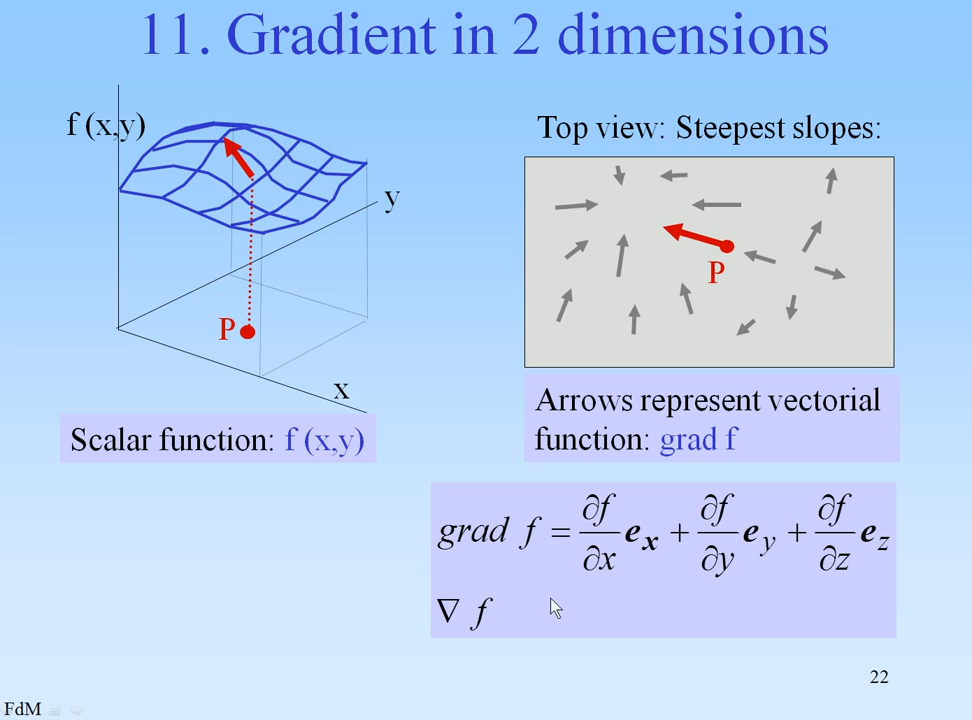 11. Gradient in 2 dimensions
f (x,y)
y
P
x
Scalar function: f (x,y)
Top view: Steepest slopes:
P
Arrows represent vectorial
function: grad f
grad f = ∂f/∂x eₓ + ∂f/∂y e_y + ∂f/∂z e_z
∇ f
22
FdM